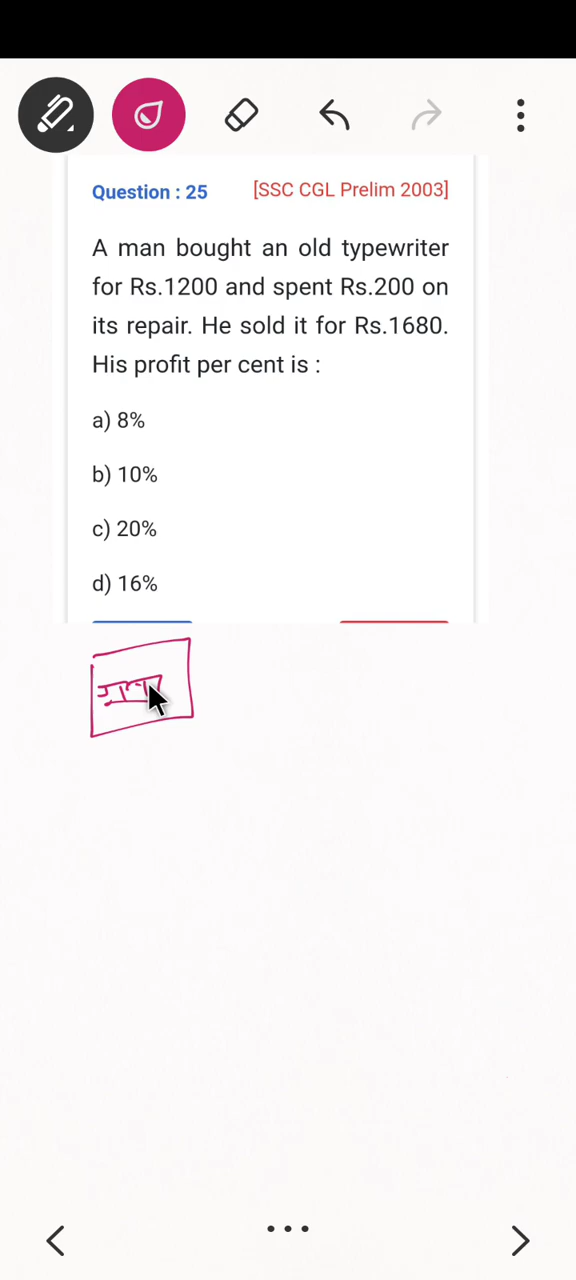 Question : 25 [SSC CGL Prelim 2003]
A man bought an old typewriter
for Rs.1200 and spent Rs.200 on
its repair. He sold it for Rs.1680.
His profit per cent is :
a) 8%
b) 10%
c) 20%
d) 16%